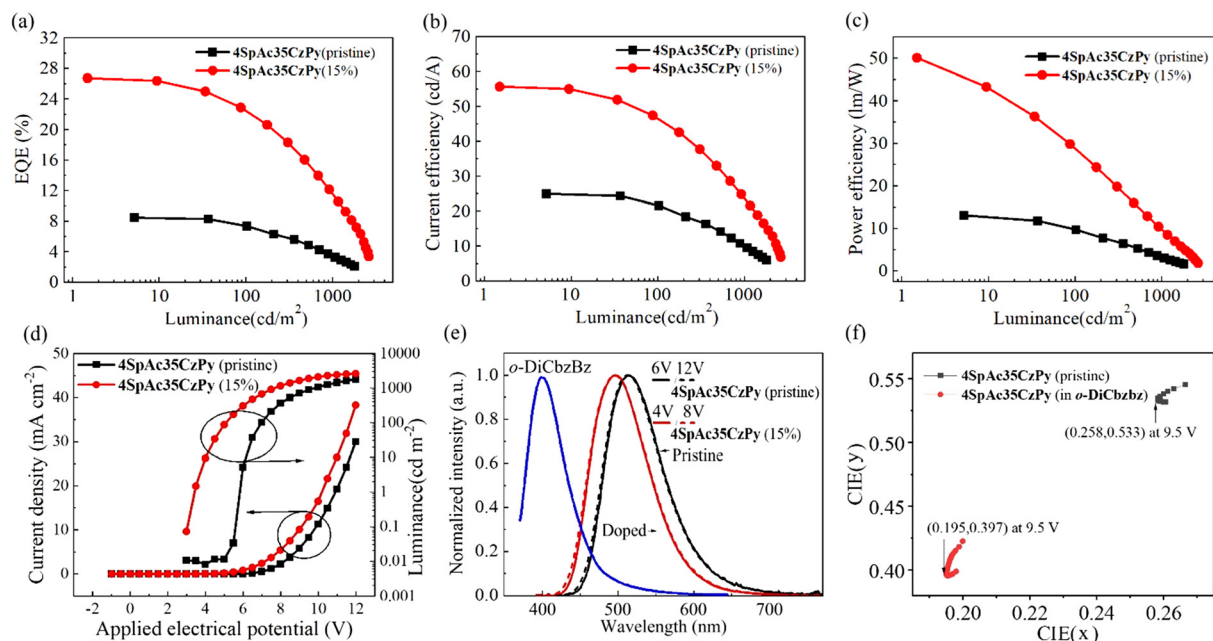 (a)
32
28
24
20
16
12
8
4
0
EQE (%)
4SpAc35CzPy(pristine)
4SpAc35CzPy(15%)
1
10
100
1000
Luminance(cd/m²)
(b)
70
60
50
40
30
20
10
0
Current efficiency (cd/A)
4SpAc35CzPy (pristine)
4SpAc35CzPy (15%)
1
10
100
1000
Luminance(cd/m²)
(c)
50
40
30
20
10
0
Power efficiency (lm/W)
4SpAc35CzPy (pristine)
4SpAc35CzPy (15%)
1
10
100
1000
Luminance(cd/m²)
(d)
50
45
40
35
30
25
20
15
10
5
0
Current density (mA cm⁻²)
4SpAc35CzPy (pristine)
4SpAc35CzPy (15%)
10000
1000
100
10
1
0.1
0.01
0.001
Luminance(cd m⁻²)
-2
0
2
4
6
8
10
12
Applied electrical potential (V)
(e)
1.0
0.8
0.6
0.4
0.2
0.0
Normalized intensity (a.u.)
o-DiCbzBz
6V 12V
4SpAc35CzPy (pristine)
4V 8V
4SpAc35CzPy (15%)
Pristine
Doped
400
500
600
700
Wavelength (nm)
(f)
0.55
0.50
0.45
0.40
CIE(y)
4SpAc35CzPy (pristine)
4SpAc35CzPy (in o-DiCbzbz)
(0.258,0.533) at 9.5 V
(0.195,0.397) at 9.5 V
0.20
0.22
0.24
0.26
CIE(x)